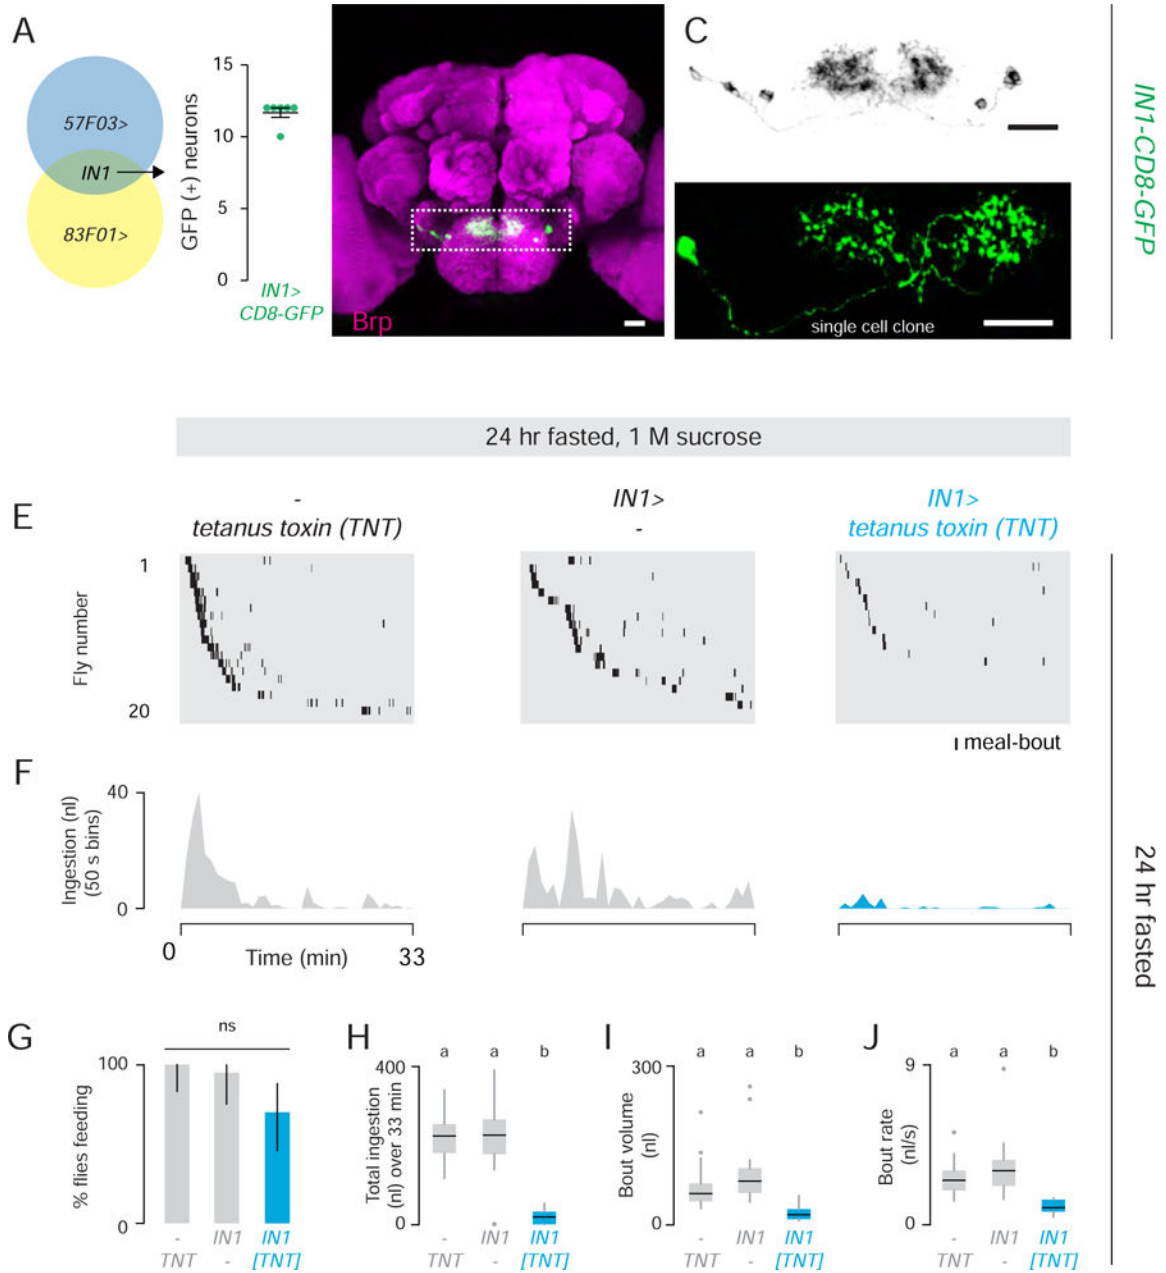 A
57F03>
IN1
83F01>
GFP (+) neurons
15
10
5
0
IN1>
CD8-GFP
Brp
C
single cell clone
IN1-CD8-GFP
24 hr fasted, 1 M sucrose
E
-
tetanus toxin (TNT)
IN1>
-
IN1>
tetanus toxin (TNT)
Fly number
1
20
meal-bout
F
Ingestion (nl)
(50 s bins)
40
0
0
Time (min)
33
24 hr fasted
G
ns
% flies feeding
100
0
-
TNT
IN1
-
IN1
[TNT]
H
a
a
b
Total ingestion
(nl) over 33 min
400
0
-
TNT
IN1
-
IN1
[TNT]
I
a
a
b
Bout volume
(nl)
300
0
-
TNT
IN1
-
IN1
[TNT]
J
a
a
b
Bout rate
(nl/s)
9
0
-
TNT
IN1
-
IN1
[TNT]